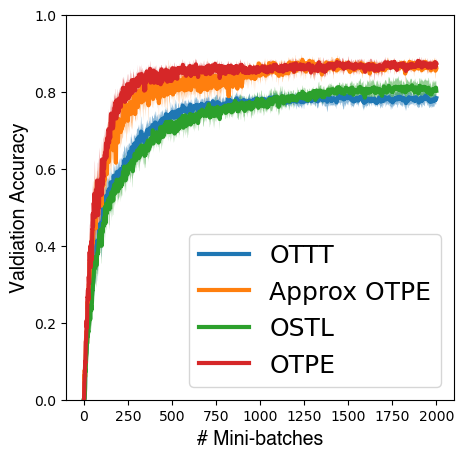 1.0
0.8
0.6
0.4
0.2
0.0
Valdiation Accuracy
OTTT
Approx OTPE
OSTL
OTPE
0 250 500 750 1000 1250 1500 1750 2000
# Mini-batches